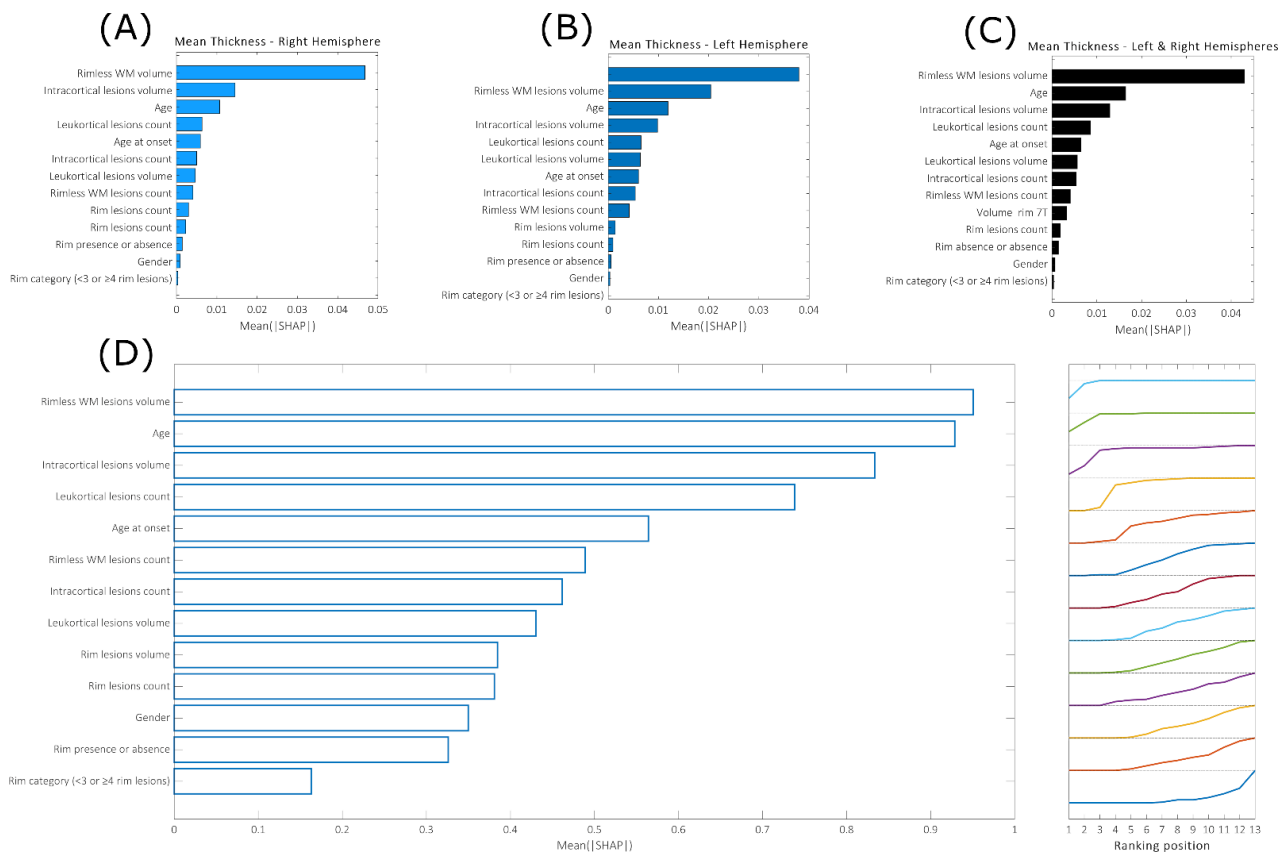 (A)
Mean Thickness - Right Hemisphere
Rimless WM volume
Intracortical lesions volume
Age
Leukortical lesions count
Age at onset
Intracortical lesions count
Leukortical lesions volume
Rimless WM lesions count
Rim lesions count
Rim lesions count
Rim presence or absence
Gender
Rim category (<3 or ≥4 rim lesions)
0 0.01 0.02 0.03 0.04 0.05
Mean(|SHAP|)
(B)
Mean Thickness - Left Hemisphere
Rimless WM lesions volume
Age
Intracortical lesions volume
Leukortical lesions count
Leukortical lesions volume
Age at onset
Intracortical lesions count
Rimless WM lesions count
Rim lesions volume
Rim lesions count
Rim presence or absence
Gender
Rim category (<3 or ≥4 rim lesions)
0 0.01 0.02 0.03 0.04
Mean(|SHAP|)
(C)
Mean Thickness - Left & Right Hemispheres
Rimless WM lesions volume
Age
Intracortical lesions volume
Leukortical lesions count
Age at onset
Leukortical lesions volume
Intracortical lesions count
Rimless WM lesions count
Volume rim 7T
Rim lesions count
Rim absence or absence
Gender
Rim category (<3 or ≥4 rim lesions)
0 0.01 0.02 0.03 0.04
Mean(|SHAP|)
(D)
Rimless WM lesions volume
Age
Intracortical lesions volume
Leukortical lesions count
Age at onset
Rimless WM lesions count
Intracortical lesions count
Leukortical lesions volume
Rim lesions volume
Rim lesions count
Gender
Rim presence or absence
Rim category (<3 or ≥4 rim lesions)
0 0.1 0.2 0.3 0.4 0.5 0.6 0.7 0.8 0.9 1
Mean(|SHAP|)
1 2 3 4 5 6 7 8 9 10 11 12 13
Ranking position